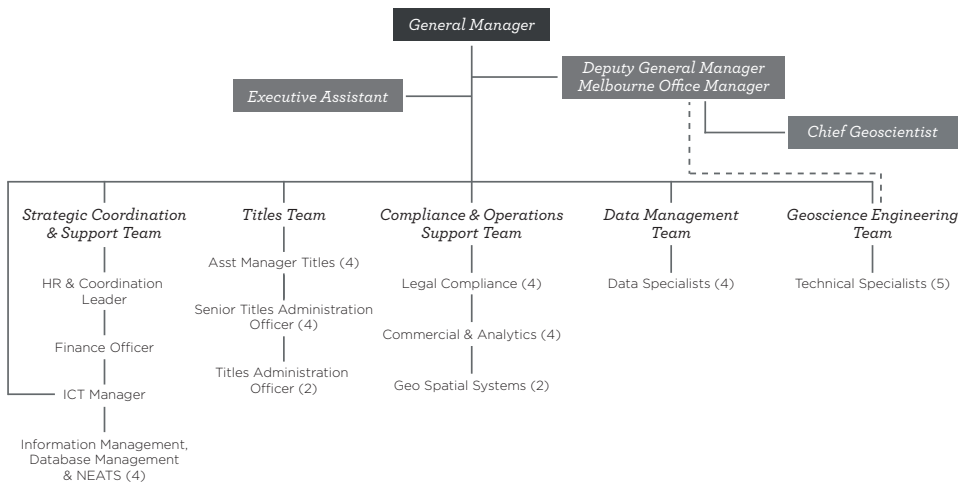 General Manager
Deputy General Manager
Melbourne Office Manager
Executive Assistant
Chief Geoscientist
Strategic Coordination
& Support Team
HR & Coordination
Leader
Finance Officer
ICT Manager
Information Management,
Database Management
& NEATS (4)
Titles Team
Asst Manager Titles (4)
Senior Titles Administration
Officer (4)
Titles Administration
Officer (2)
Compliance & Operations
Support Team
Legal Compliance (4)
Commercial & Analytics (4)
Geo Spatial Systems (2)
Data Management
Team
Data Specialists (4)
Geoscience Engineering
Team
Technical Specialists (5)